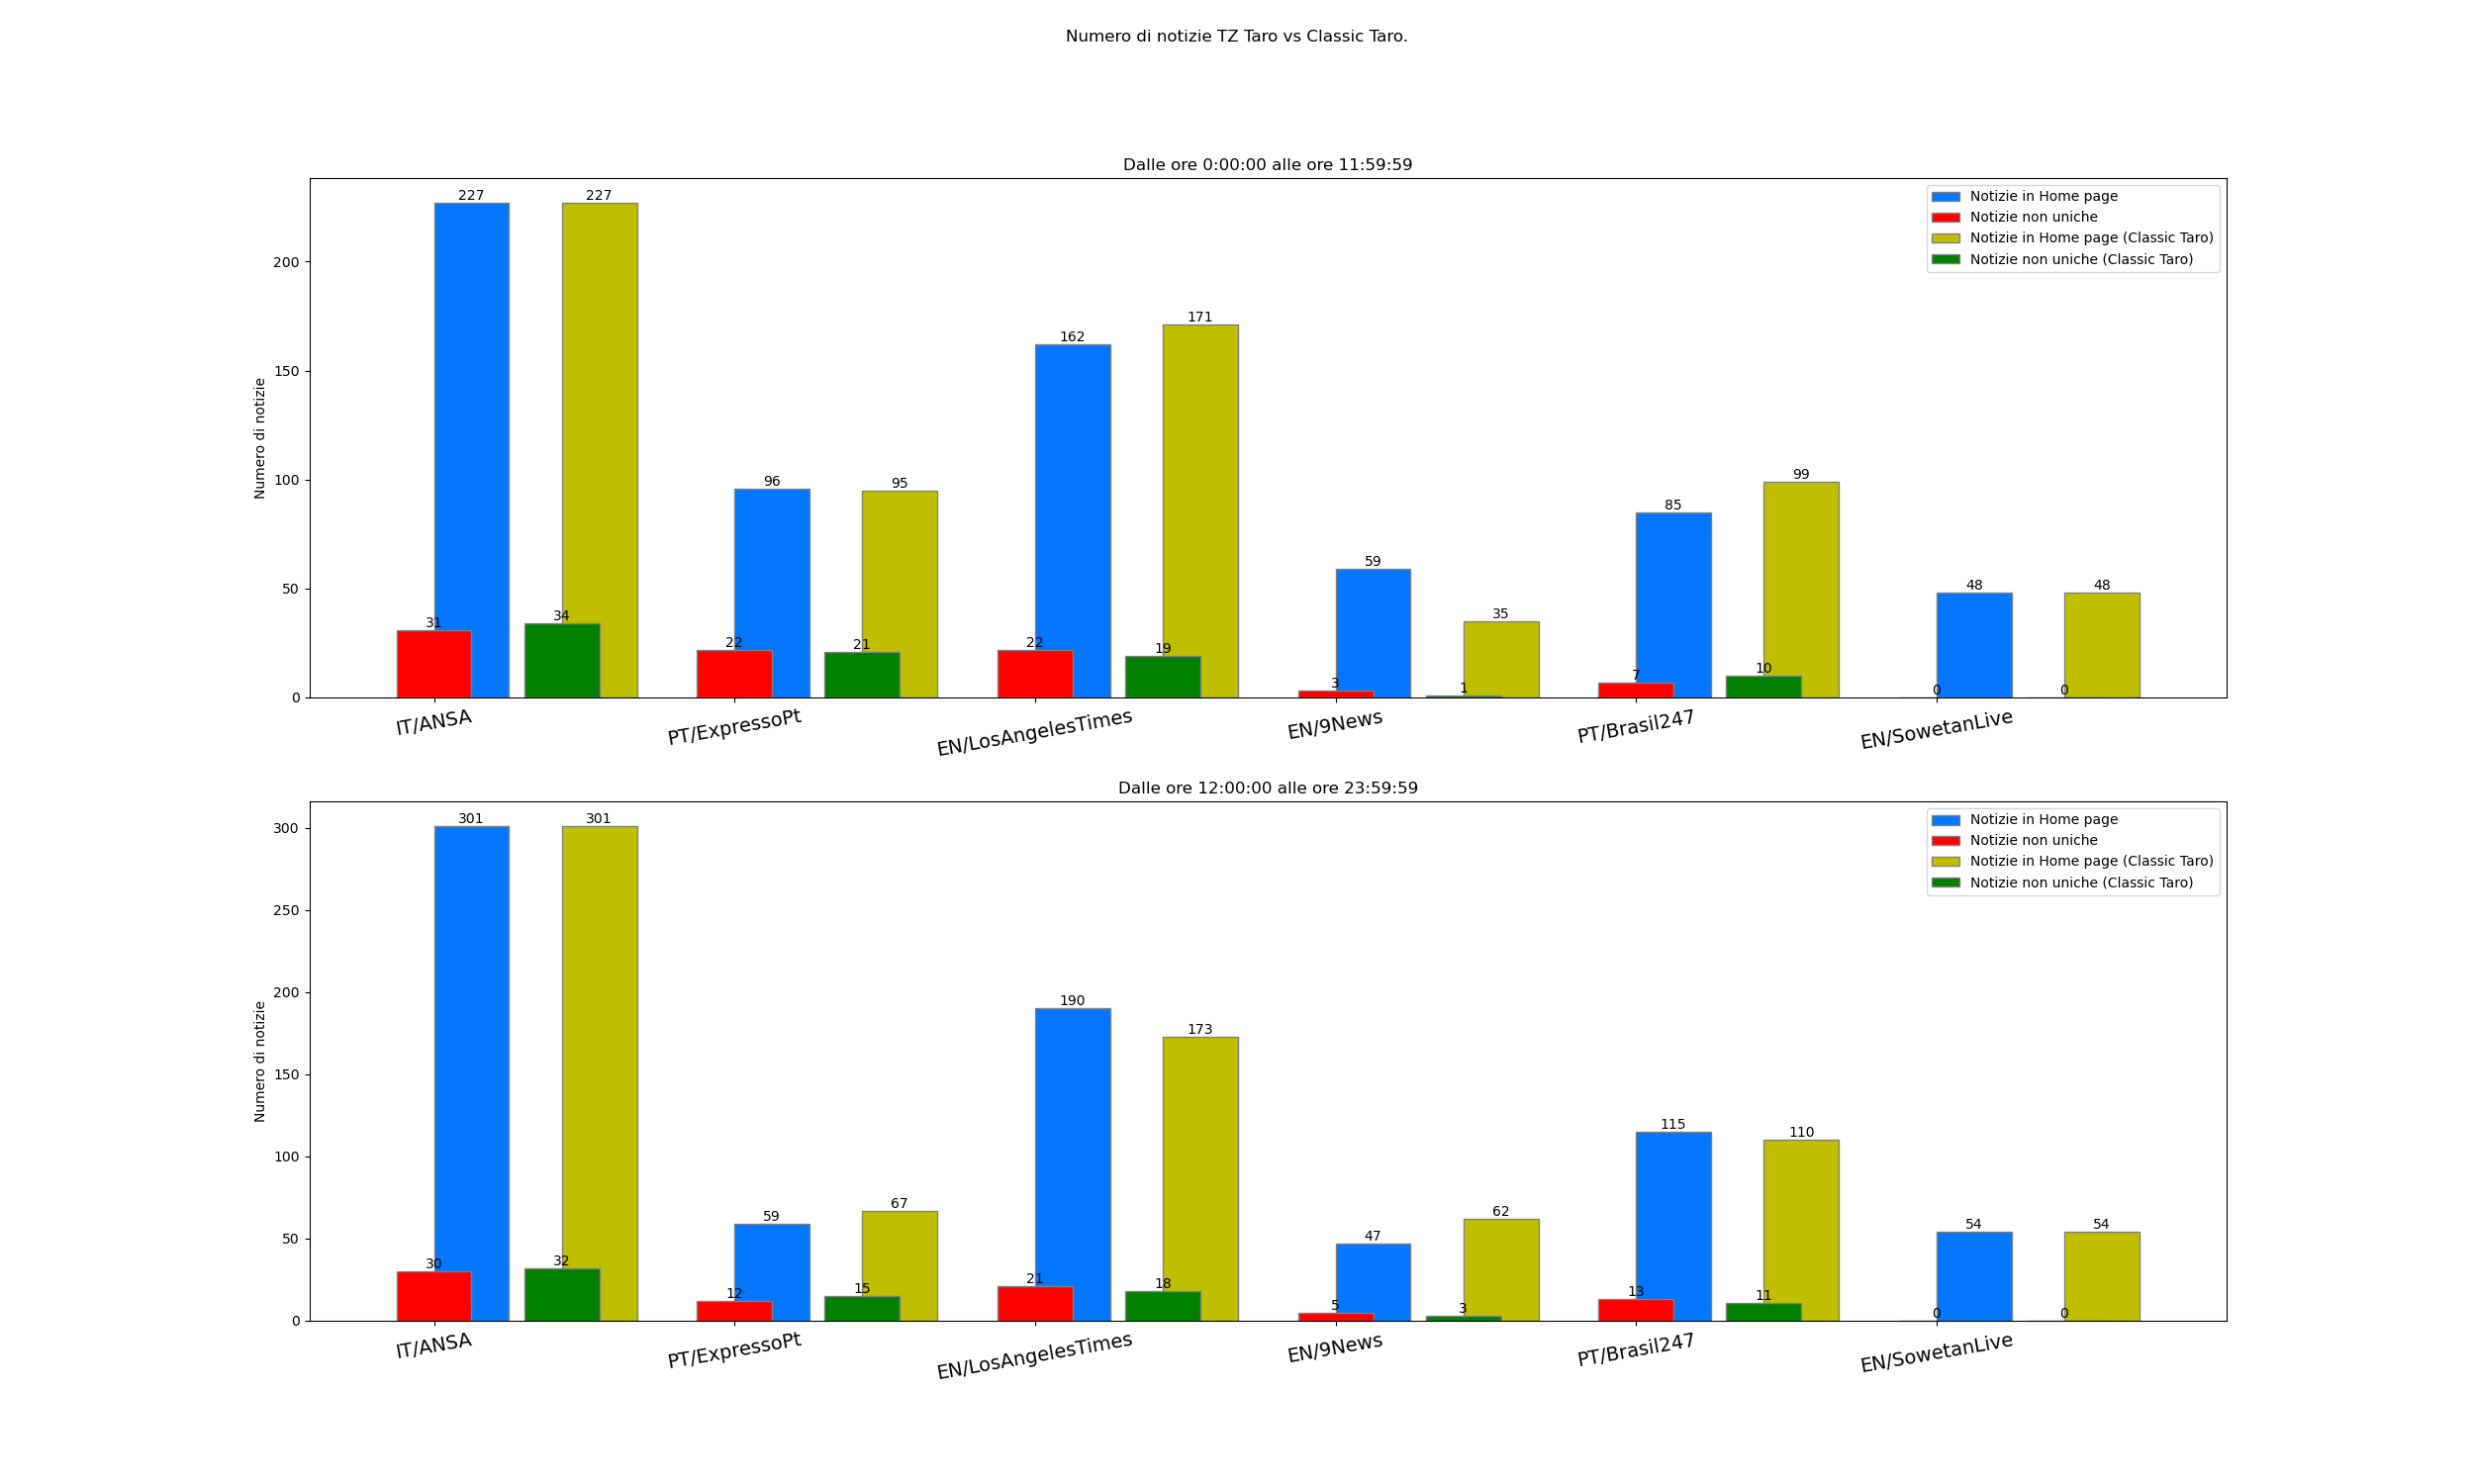 Numero di notizie TZ Taro vs Classic Taro.
Dalle ore 0:00:00 alle ore 11:59:59
Numero di notizie
200
150
100
50
0
227
227
31
34
96
95
22
21
162
171
22
19
59
35
3
1
85
99
7
10
48
48
0
0
Notizie in Home page
Notizie non uniche
Notizie in Home page (Classic Taro)
Notizie non uniche (Classic Taro)
IT/ANSA
PT/ExpressoPt
EN/LosAngelesTimes
EN/9News
PT/Brasil247
EN/SowetanLive
Dalle ore 12:00:00 alle ore 23:59:59
Numero di notizie
300
250
200
150
100
50
0
301
301
30
32
59
67
12
15
190
173
21
18
47
62
5
3
115
110
13
11
54
54
0
0
Notizie in Home page
Notizie non uniche
Notizie in Home page (Classic Taro)
Notizie non uniche (Classic Taro)
IT/ANSA
PT/ExpressoPt
EN/LosAngelesTimes
EN/9News
PT/Brasil247
EN/SowetanLive